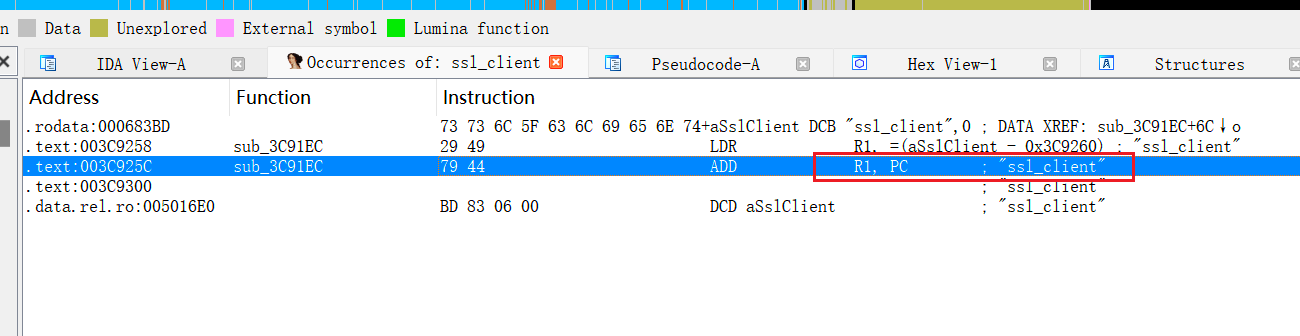 n Data Unexplored External symbol Lumina function
IDA View-A Occurrences of: ssl_client Pseudocode-A Hex View-1 Structures
Address Function Instruction
.rodata:000683BD 73 73 6C 5F 63 6C 69 65 6E 74+aSslClient DCB "ssl_client",0 ; DATA XREF: sub_3C91EC+6C↓o
.text:003C9258 sub_3C91EC 29 49 LDR R1, =(aSslClient - 0x3C9260) ; "ssl_client"
.text:003C925C sub_3C91EC 79 44 ADD R1, PC ; "ssl_client"
.text:003C9300 ; "ssl_client"
.data.rel.ro:005016E0 BD 83 06 00 DCD aSslClient ; "ssl_client"